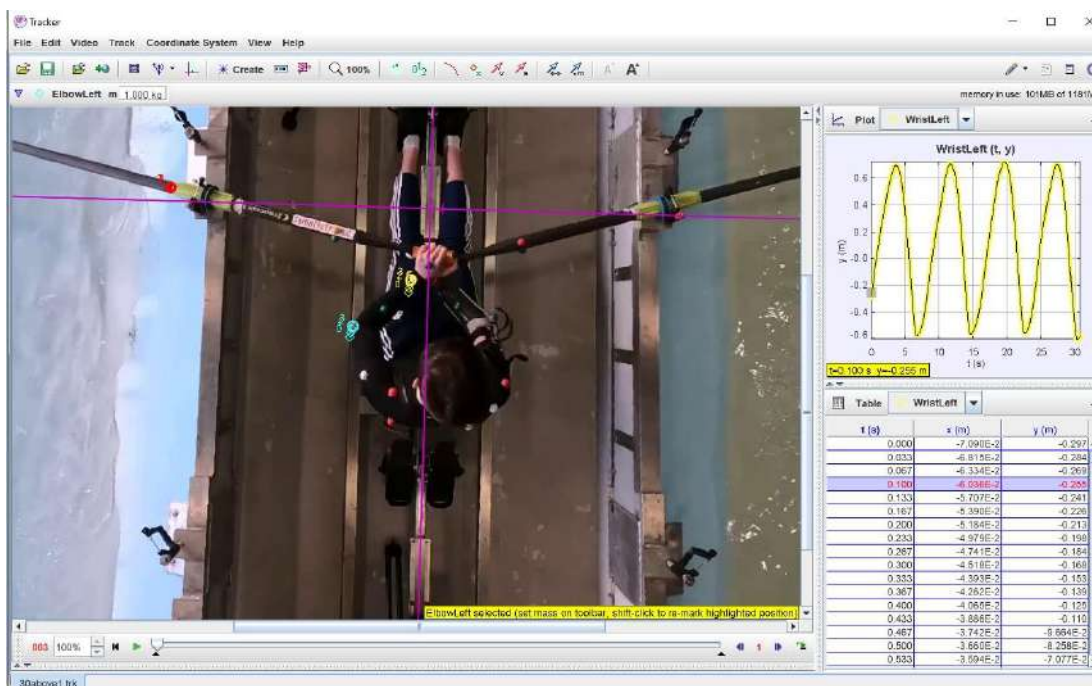 Tracker
File Edit Video Track Coordinate System View Help
Create 100%
ElbowLeft m 1.000 kg
memory in use: 101MB of 1181M
Plot WristLeft
WristLeft (t, y)
y (m)
0.6
0.4
0.2
-0.0
-0.2
-0.4
-0.6
0 5 10 15 20 25 30
t (s)
t=0.100 s y=-0.255 m
Table WristLeft
t (s) x (m) y (m)
0.000 -7.090E-2 -0.297
0.033 -6.815E-2 -0.284
0.067 -6.334E-2 -0.269
0.100 -6.036E-2 -0.255
0.133 -5.707E-2 -0.241
0.167 -5.390E-2 -0.226
0.200 -5.184E-2 -0.213
0.233 -4.979E-2 -0.198
0.267 -4.741E-2 -0.184
0.300 -4.518E-2 -0.168
0.333 -4.393E-2 -0.153
0.367 -4.262E-2 -0.139
0.400 -4.065E-2 -0.125
0.433 -3.886E-2 -0.110
0.467 -3.742E-2 -9.664E-2
0.500 -3.660E-2 -8.258E-2
0.533 -3.594E-2 -7.077E-2
ElbowLeft selected (set mass on toolbar, shift-click to re-mark highlighted position)
003 100% 1
30above1.trk